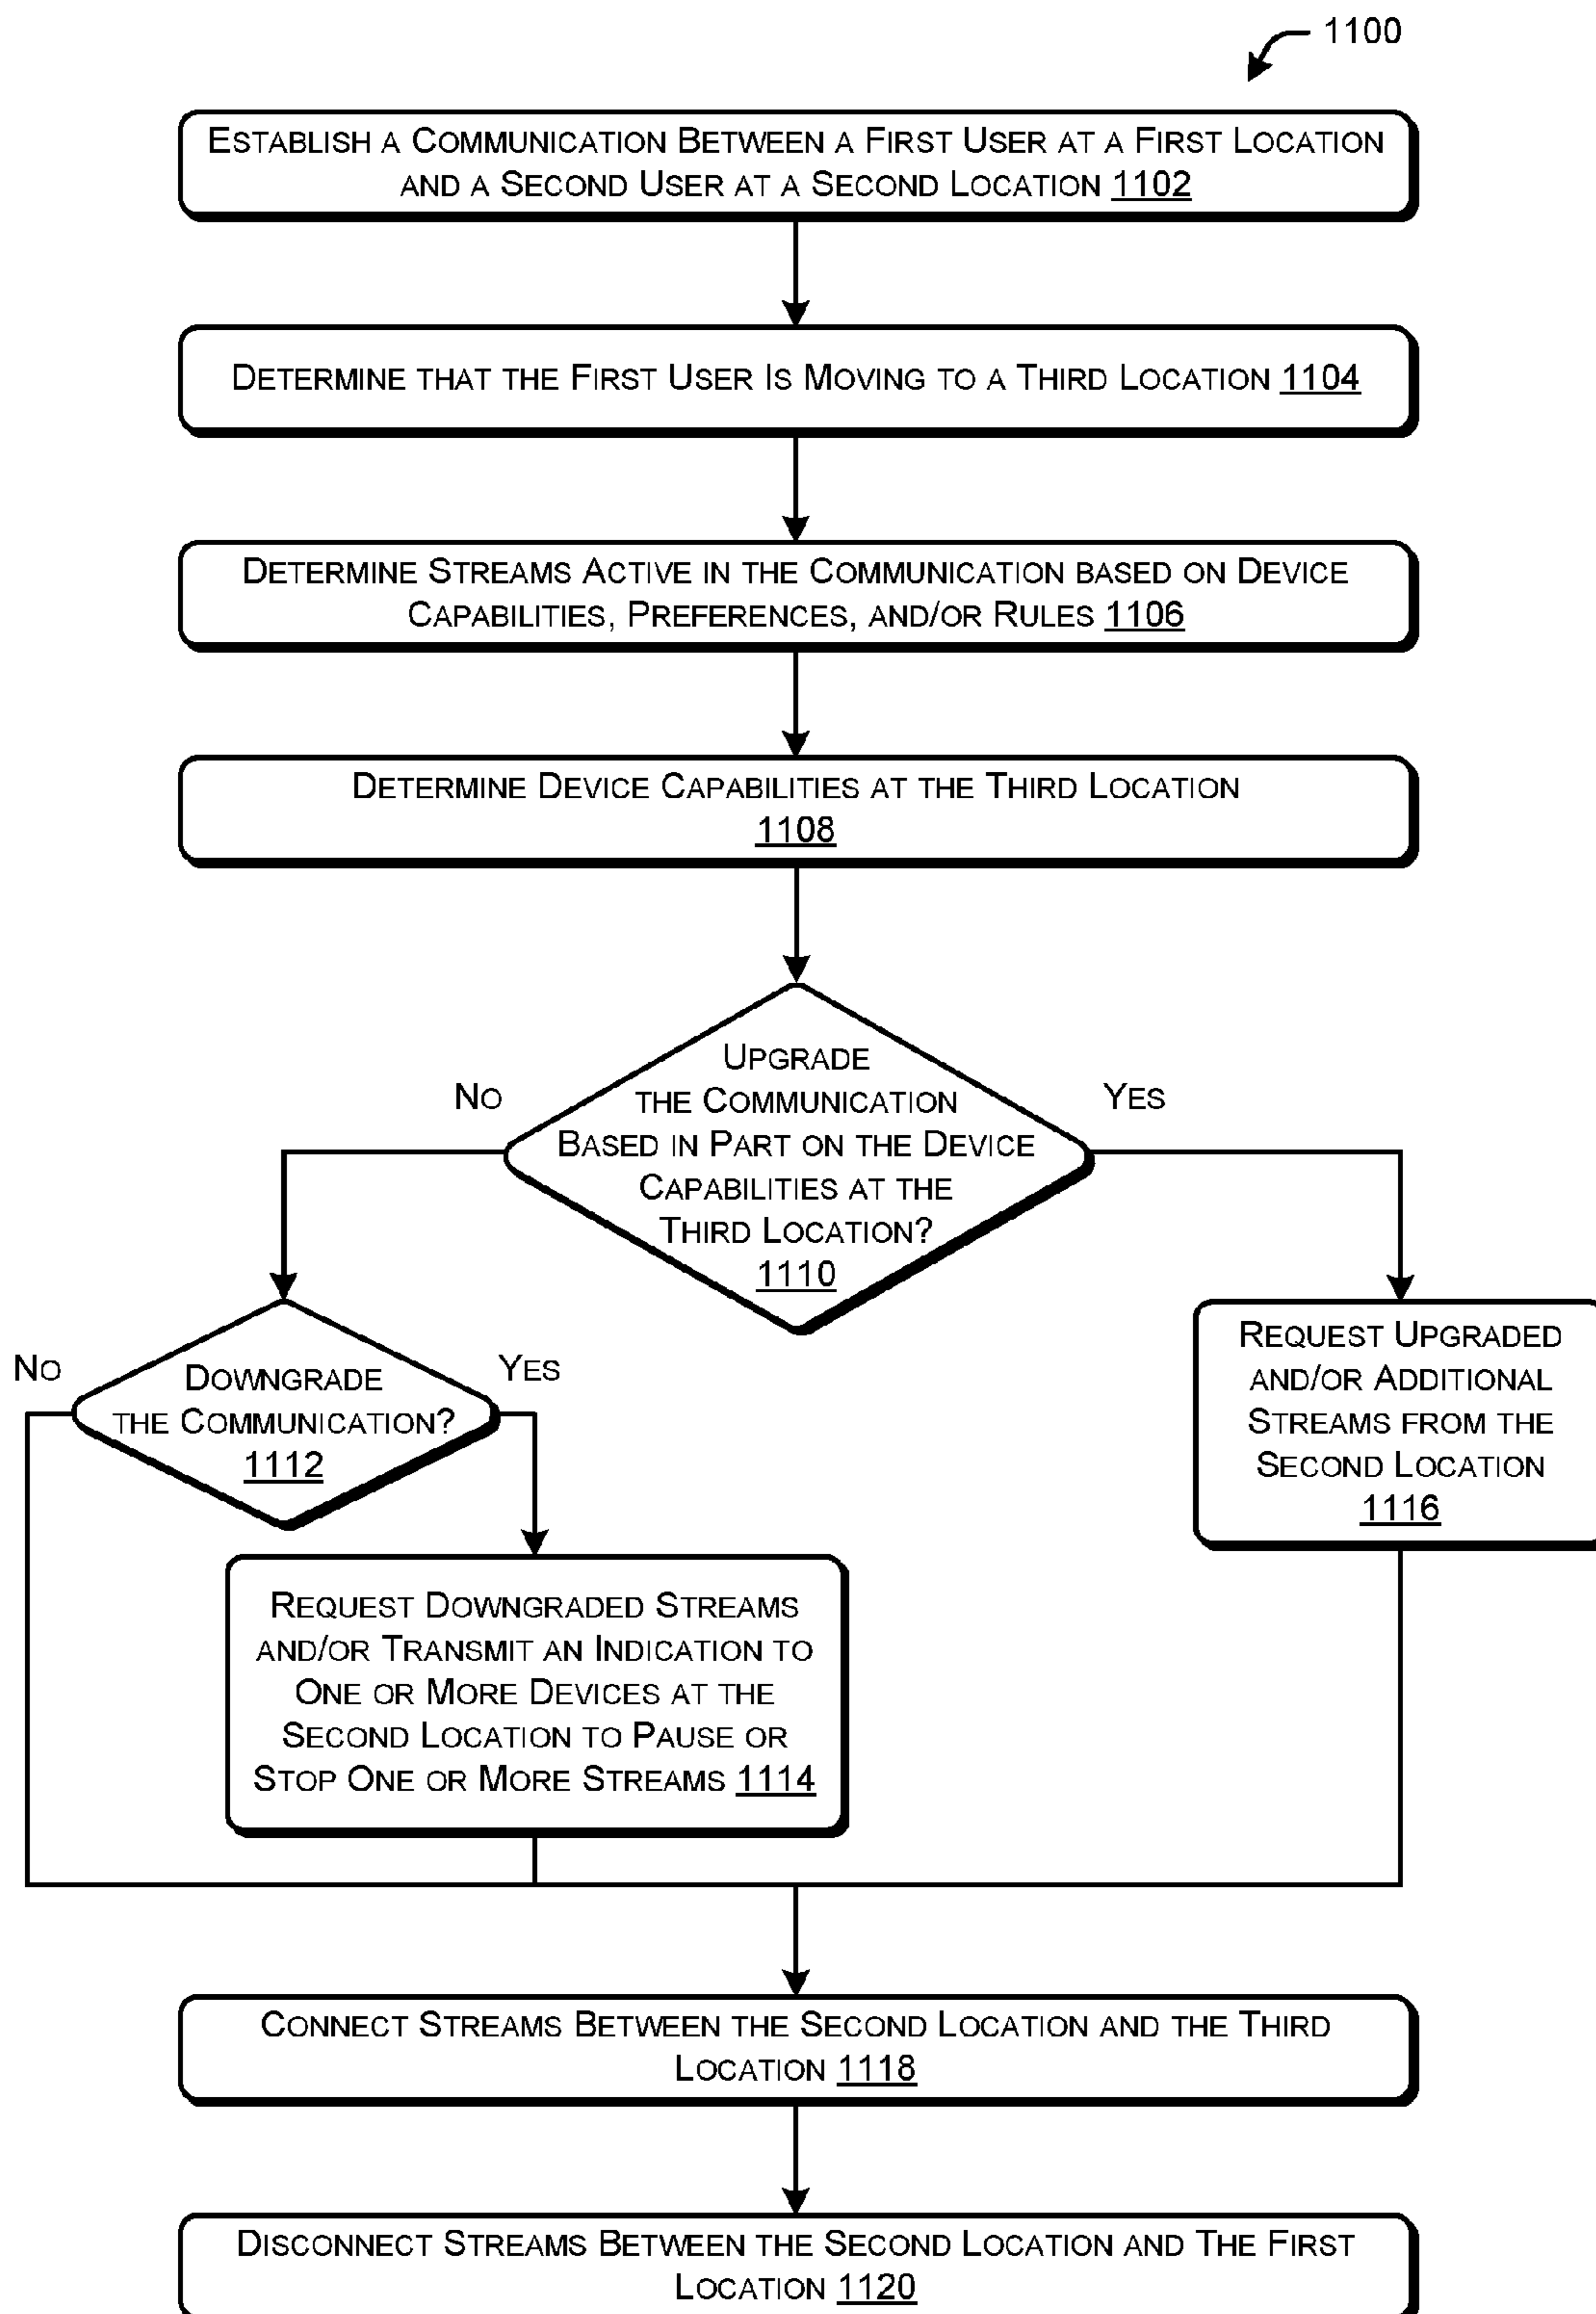 1100
ESTABLISH A COMMUNICATION BETWEEN A FIRST USER AT A FIRST LOCATION
AND A SECOND USER AT A SECOND LOCATION 1102
DETERMINE THAT THE FIRST USER IS MOVING TO A THIRD LOCATION 1104
DETERMINE STREAMS ACTIVE IN THE COMMUNICATION BASED ON DEVICE
CAPABILITIES, PREFERENCES, AND/OR RULES 1106
DETERMINE DEVICE CAPABILITIES AT THE THIRD LOCATION
1108
UPGRADE
THE COMMUNICATION
BASED IN PART ON THE DEVICE
CAPABILITIES AT THE
THIRD LOCATION?
1110
NO
YES
DOWNGRADE
THE COMMUNICATION?
1112
NO
YES
REQUEST UPGRADED
AND/OR ADDITIONAL
STREAMS FROM THE
SECOND LOCATION
1116
REQUEST DOWNGRADED STREAMS
AND/OR TRANSMIT AN INDICATION TO
ONE OR MORE DEVICES AT THE
SECOND LOCATION TO PAUSE OR
STOP ONE OR MORE STREAMS 1114
CONNECT STREAMS BETWEEN THE SECOND LOCATION AND THE THIRD
LOCATION 1118
DISCONNECT STREAMS BETWEEN THE SECOND LOCATION AND THE FIRST
LOCATION 1120